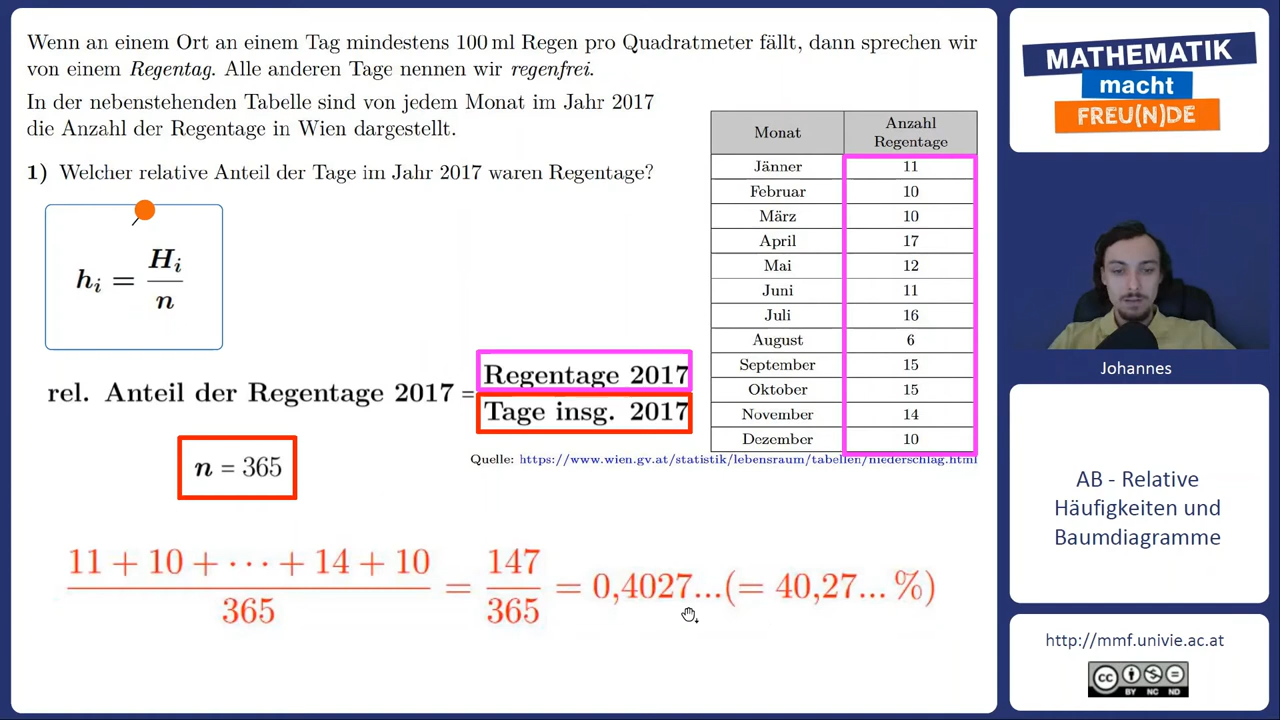 Wenn an einem Ort an einem Tag mindestens 100 ml Regen pro Quadratmeter fällt, dann sprechen wir
von einem Regentag. Alle anderen Tage nennen wir regenfrei.
In der nebenstehenden Tabelle sind von jedem Monat im Jahr 2017
die Anzahl der Regentage in Wien dargestellt.
1) Welcher relative Anteil der Tage im Jahr 2017 waren Regentage?
h_i = H_i / n
rel. Anteil der Regentage 2017 = Regentage 2017 / Tage insg. 2017
n = 365
Monat Anzahl Regentage
Jänner 11
Februar 10
März 10
April 17
Mai 12
Juni 11
Juli 16
August 6
September 15
Oktober 15
November 14
Dezember 10
Quelle: https://www.wien.gv.at/statistik/lebensraum/tabellen/niederschlag.html
11 + 10 + ··· + 14 + 10 / 365 = 147 / 365 = 0,4027...(= 40,27... %)
MATHEMATIK
macht
FREU(N)DE
Johannes
AB - Relative
Häufigkeiten und
Baumdiagramme
http://mmf.univie.ac.at
cc
BY NC ND